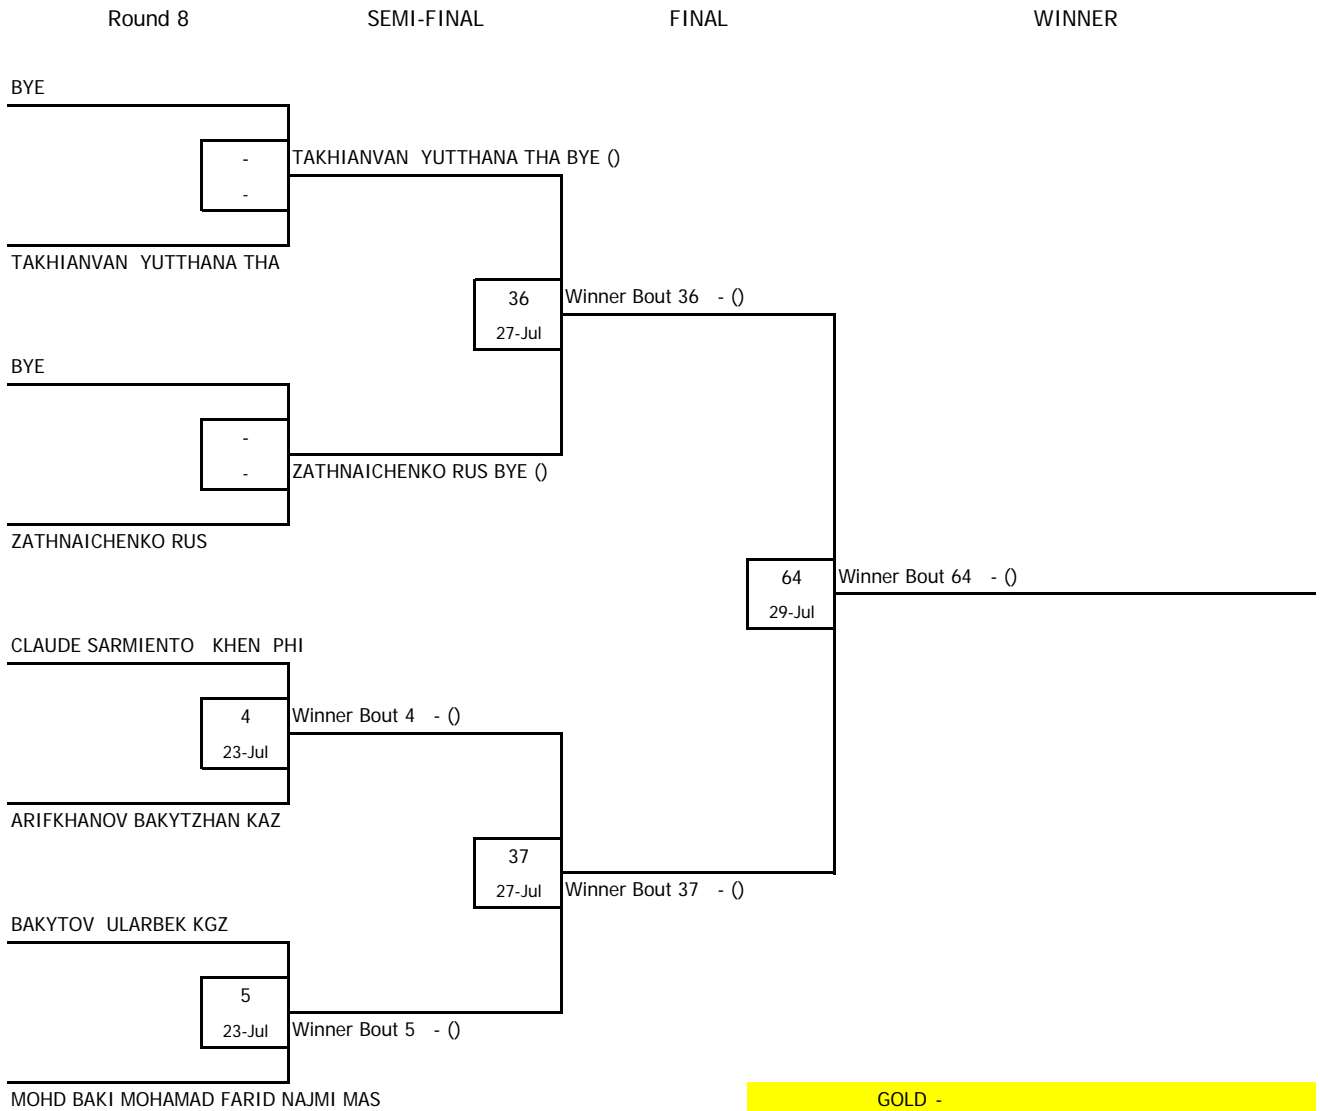 Round 8 SEMI-FINAL FINAL WINNER
BYE
- TAKHIANVAN YUTTHANA THA BYE ()
-
TAKHIANVAN YUTTHANA THA
36 Winner Bout 36 - ()
27-Jul
BYE
-
- ZATHNAICHENKO RUS BYE ()
ZATHNAICHENKO RUS
64 Winner Bout 64 - ()
29-Jul
CLAUDE SARMIENTO KHEN PHI
4 Winner Bout 4 - ()
23-Jul
ARIFKHANOV BAKYTZHAN KAZ
37
27-Jul Winner Bout 37 - ()
BAKYTOV ULARBEK KGZ
5
23-Jul Winner Bout 5 - ()
MOHD BAKI MOHAMAD FARID NAJMI MAS GOLD -